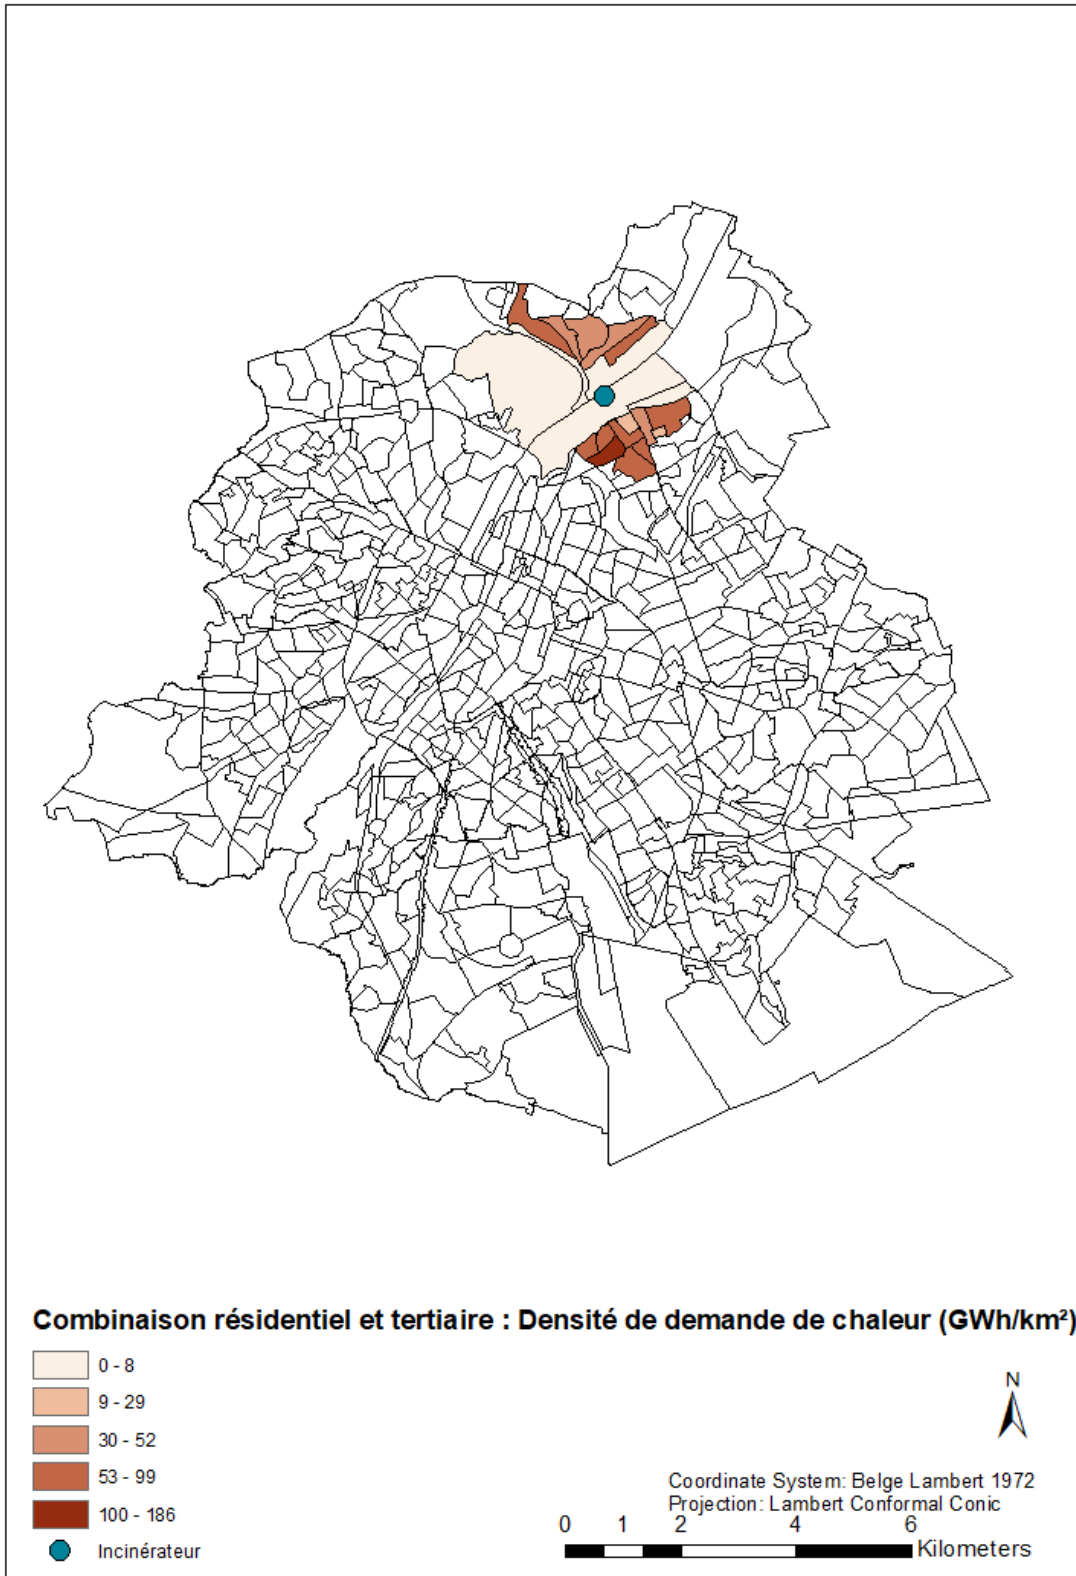 Combinaison résidentiel et tertiaire : Densité de demande de chaleur (GWh/km²)
0 - 8
9 - 29
30 - 52
53 - 99
100 - 186
Incinérateur
N
Coordinate System: Belge Lambert 1972
Projection: Lambert Conformal Conic
0 1 2 4 6
Kilometers